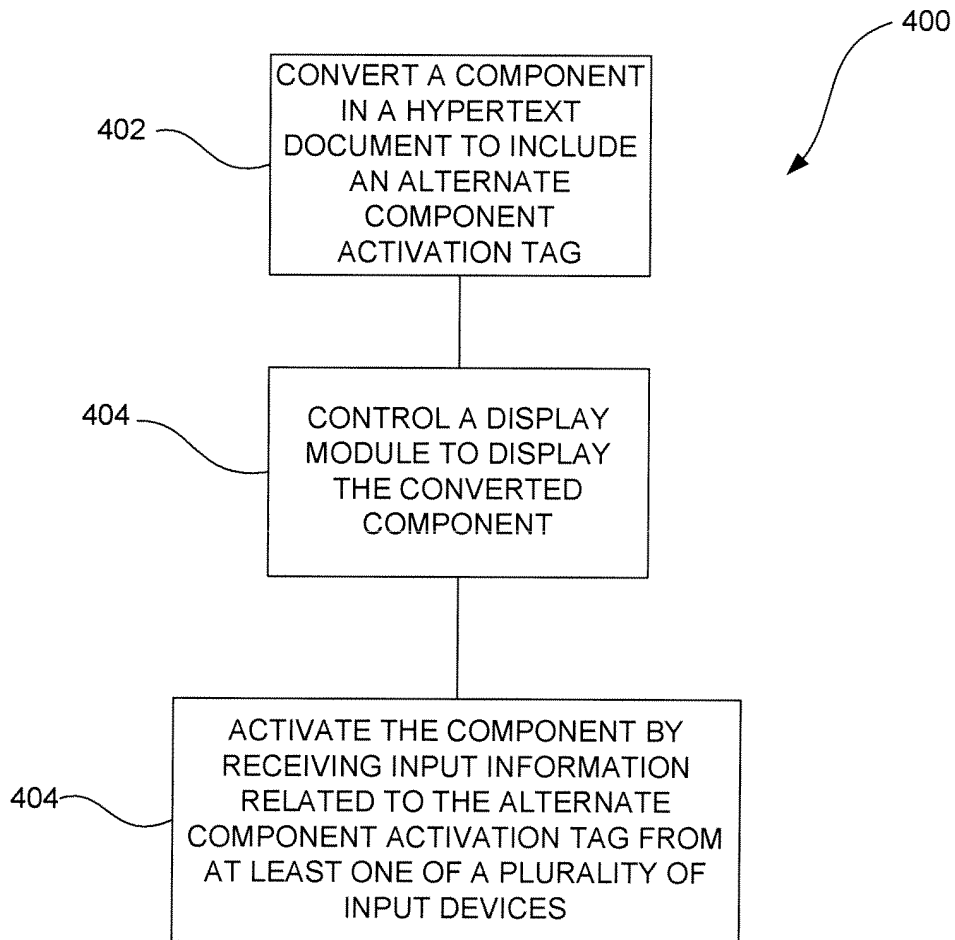 400
402
CONVERT A COMPONENT
IN A HYPERTEXT
DOCUMENT TO INCLUDE
AN ALTERNATE
COMPONENT
ACTIVATION TAG
404
CONTROL A DISPLAY
MODULE TO DISPLAY
THE CONVERTED
COMPONENT
404
ACTIVATE THE COMPONENT BY
RECEIVING INPUT INFORMATION
RELATED TO THE ALTERNATE
COMPONENT ACTIVATION TAG FROM
AT LEAST ONE OF A PLURALITY OF
INPUT DEVICES